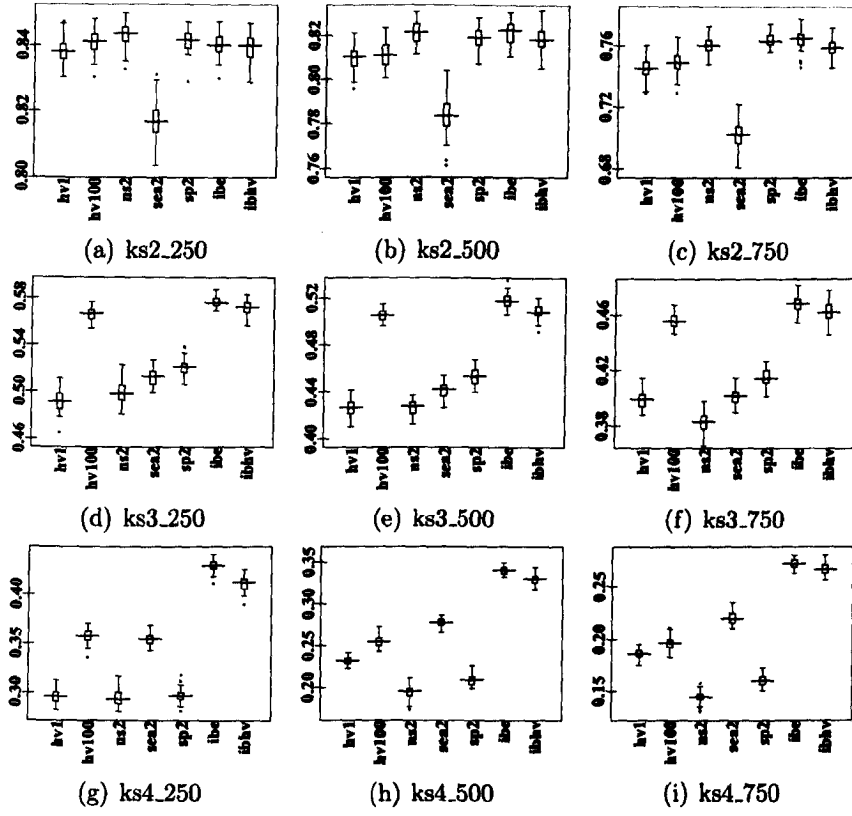 0.80 0.82 0.84
0.76 0.78 0.80 0.82
0.68 0.72 0.76
hv1 hv100 ns2 sea2 sp2 ibe ibhv
hv1 hv100 ns2 sea2 sp2 ibe ibhv
hv1 hv100 ns2 sea2 sp2 ibe ibhv
(a) ks2_250
(b) ks2_500
(c) ks2_750
0.46 0.50 0.54 0.58
0.40 0.44 0.48 0.52
0.38 0.42 0.46
hv1 hv100 ns2 sea2 sp2 ibe ibhv
hv1 hv100 ns2 sea2 sp2 ibe ibhv
hv1 hv100 ns2 sea2 sp2 ibe ibhv
(d) ks3_250
(e) ks3_500
(f) ks3_750
0.30 0.35 0.40
0.20 0.25 0.30 0.35
0.15 0.20 0.25
hv1 hv100 ns2 sea2 sp2 ibe ibhv
hv1 hv100 ns2 sea2 sp2 ibe ibhv
hv1 hv100 ns2 sea2 sp2 ibe ibhv
(g) ks4_250
(h) ks4_500
(i) ks4_750